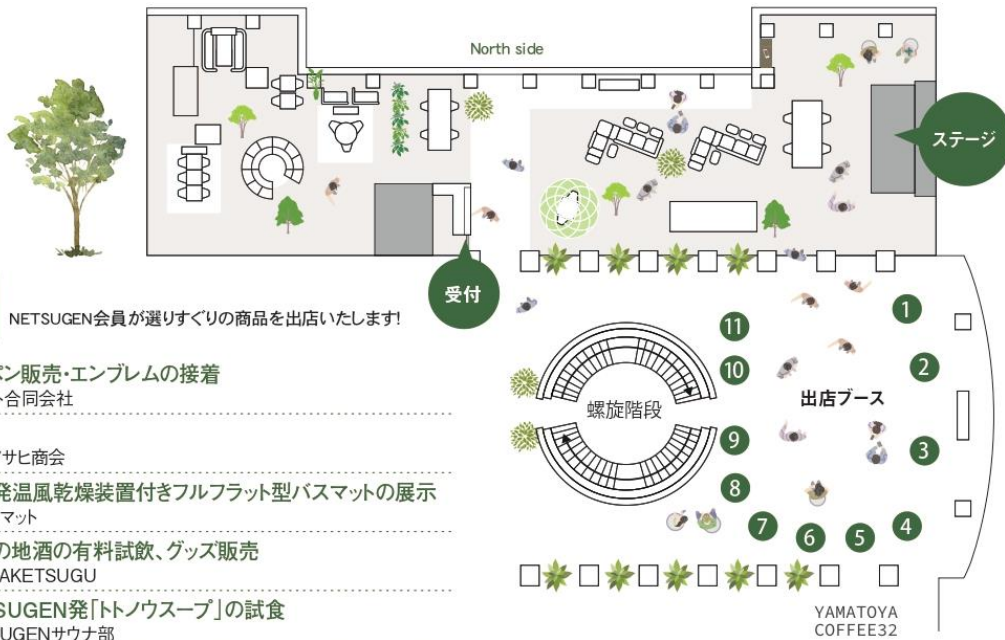 North side
ステージ
受付
NETSUGEN会員が選りすぐりの商品を出店いたします!
ン販売・エンブレムの接着
合同会社
サヒ商会
発温風乾燥装置付きフルフラット型バスマットの展示
マット
の地酒の有料試飲、グッズ販売
AKETSUGU
SUGEN発「トトノウスープ」の試食
SUGENサウナ部
螺旋階段
出店ブース
1
2
3
4
5
6
7
8
9
10
11
YAMATOYA
COFFEE32